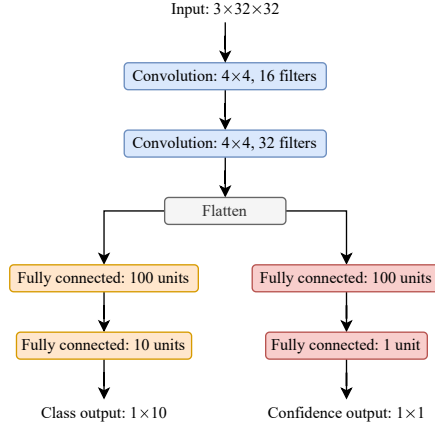 Input: 3×32×32
Convolution: 4×4, 16 filters
Convolution: 4×4, 32 filters
Flatten
Fully connected: 100 units
Fully connected: 100 units
Fully connected: 10 units
Fully connected: 1 unit
Class output: 1×10
Confidence output: 1×1